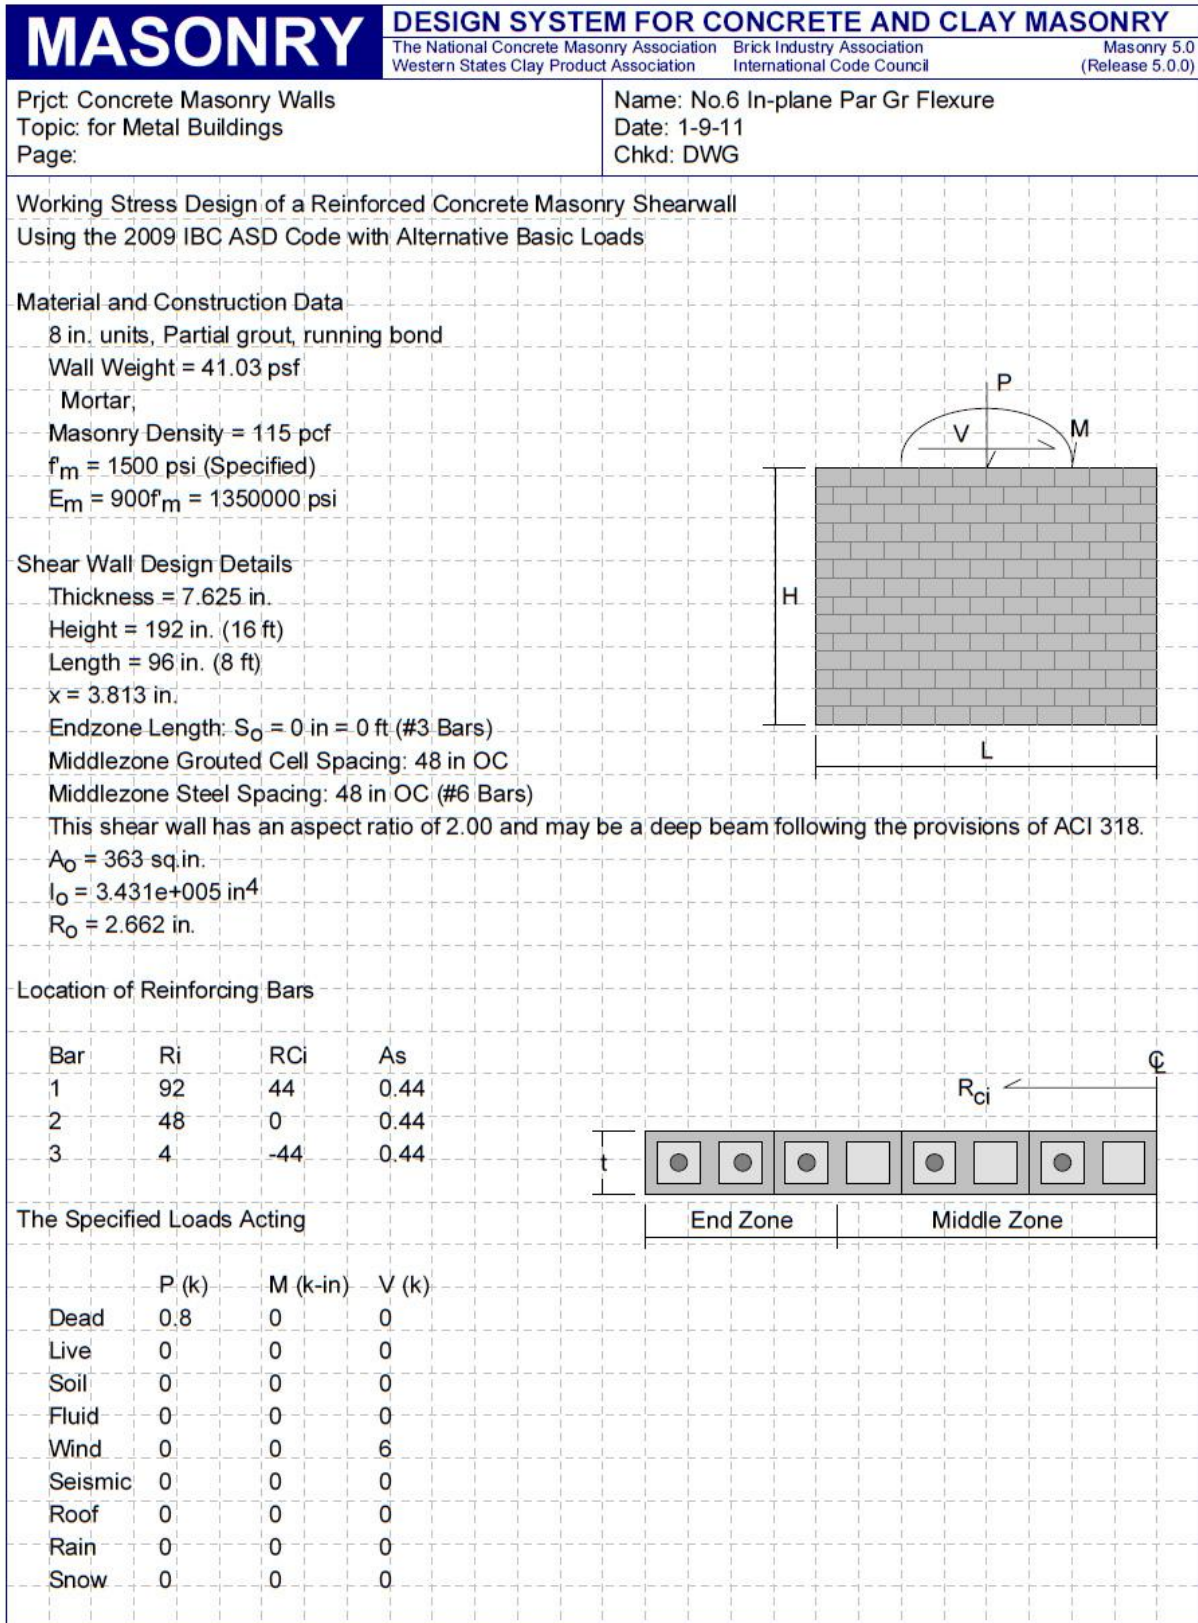 MASONRY
DESIGN SYSTEM FOR CONCRETE AND CLAY MASONRY
The National Concrete Masonry Association Brick Industry Association Masonry 5.0
Western States Clay Product Association International Code Council (Release 5.0.0)
Prjct: Concrete Masonry Walls
Topic: for Metal Buildings
Page:
Name: No.6 In-plane Par Gr Flexure
Date: 1-9-11
Chkd: DWG
Working Stress Design of a Reinforced Concrete Masonry Shearwall
Using the 2009 IBC ASD Code with Alternative Basic Loads
Material and Construction Data
8 in. units, Partial grout, running bond
Wall Weight = 41.03 psf
Mortar,
Masonry Density = 115 pcf
f'm = 1500 psi (Specified)
Em = 900f'm = 1350000 psi
P
V
M
H
L
Shear Wall Design Details
Thickness = 7.625 in.
Height = 192 in. (16 ft)
Length = 96 in. (8 ft)
x = 3.813 in.
Endzone Length: So = 0 in = 0 ft (#3 Bars)
Middlezone Grouted Cell Spacing: 48 in OC
Middlezone Steel Spacing: 48 in OC (#6 Bars)
This shear wall has an aspect ratio of 2.00 and may be a deep beam following the provisions of ACI 318.
Ao = 363 sq.in.
Io = 3.431e+005 in4
Ro = 2.662 in.
Location of Reinforcing Bars
Bar Ri RCi As
1 92 44 0.44
2 48 0 0.44
3 4 -44 0.44
℄
Rci
t
End Zone Middle Zone
The Specified Loads Acting
P (k) M (k-in) V (k)
Dead 0.8 0 0
Live 0 0 0
Soil 0 0 0
Fluid 0 0 0
Wind 0 0 6
Seismic 0 0 0
Roof 0 0 0
Rain 0 0 0
Snow 0 0 0